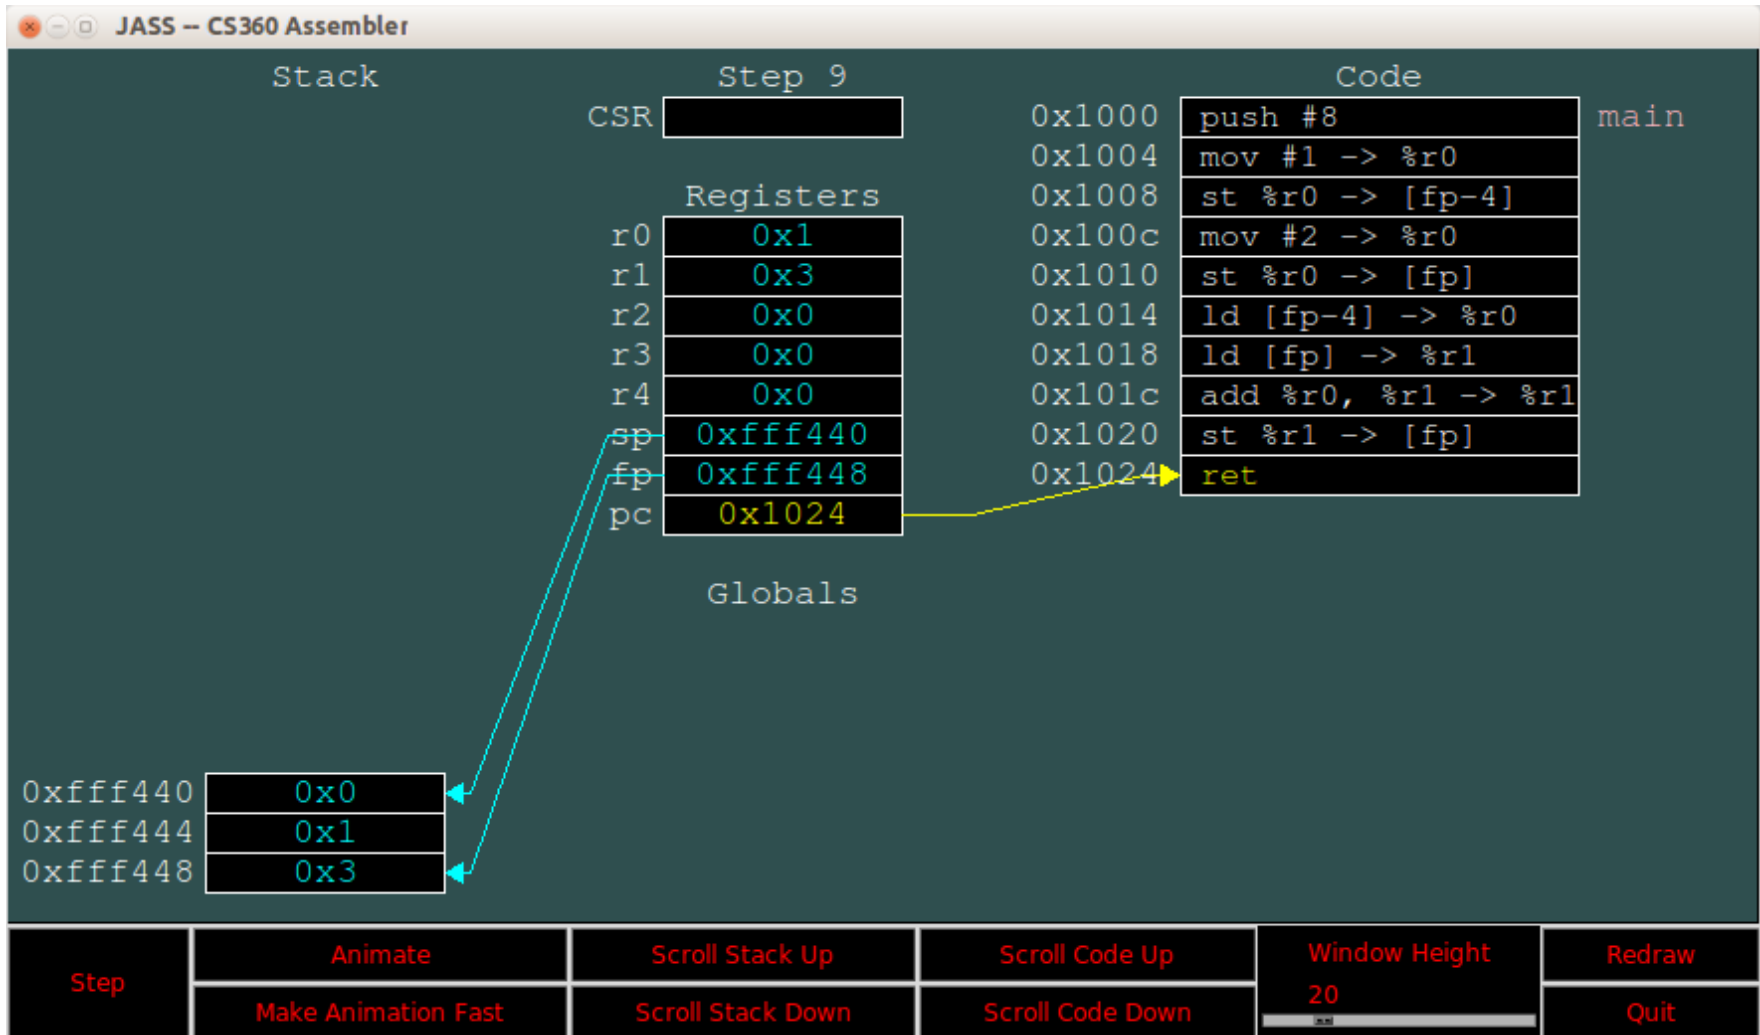 JASS -- CS360 Assembler
Stack
Step 9
Code
CSR
0x1000 push #8 main
0x1004 mov #1 -> %r0
Registers
0x1008 st %r0 -> [fp-4]
r0 0x1
0x100c mov #2 -> %r0
r1 0x3
0x1010 st %r0 -> [fp]
r2 0x0
0x1014 ld [fp-4] -> %r0
r3 0x0
0x1018 ld [fp] -> %r1
r4 0x0
0x101c add %r0, %r1 -> %r1
sp 0xfff440
0x1020 st %r1 -> [fp]
fp 0xfff448
0x1024 ret
pc 0x1024
Globals
0xfff440 0x0
0xfff444 0x1
0xfff448 0x3
Step
Animate
Make Animation Fast
Scroll Stack Up
Scroll Stack Down
Scroll Code Up
Scroll Code Down
Window Height
20
Redraw
Quit